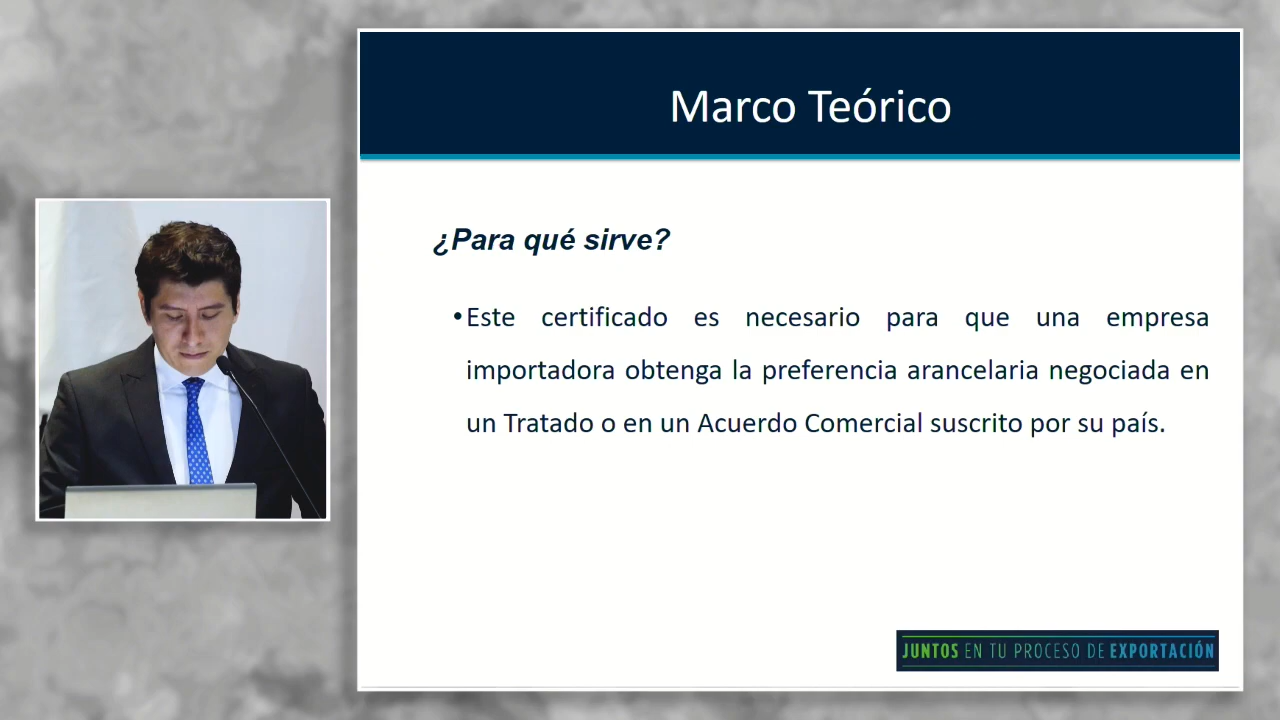 Marco Teórico
¿Para qué sirve?
•Este certificado es necesario para que una empresa
importadora obtenga la preferencia arancelaria negociada en
un Tratado o en un Acuerdo Comercial suscrito por su país.
JUNTOS EN TU PROCESO DE EXPORTACIÓN